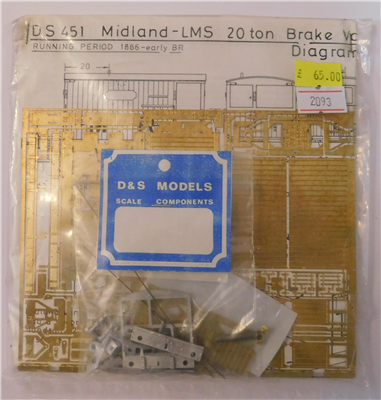 DS 451 Midland-LMS 20 ton Brake
RUNNING PERIOD 1886-early BR
Diagram
20
£ 65.00
2093
D&S MODELS
SCALE COMPONENTS